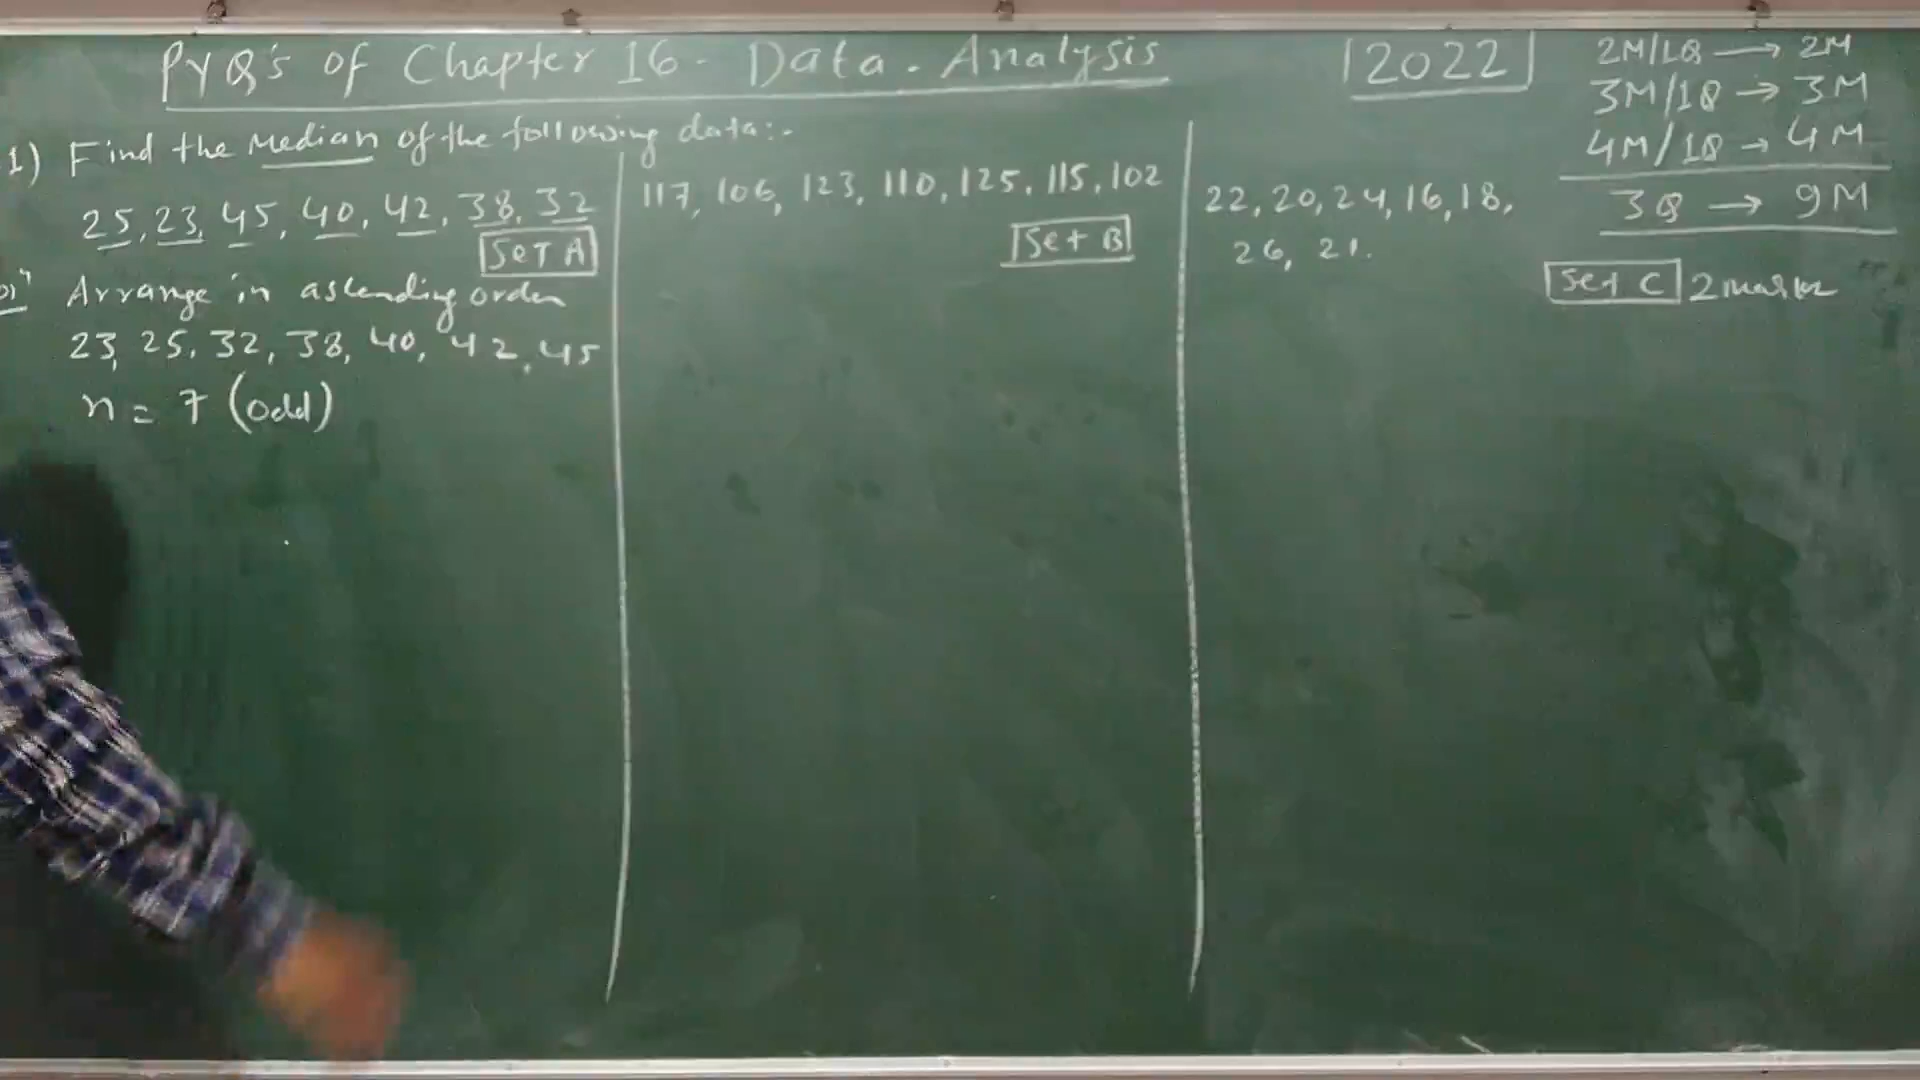 PYQ's of Chapter 16 - Data . Analysis
2022
2M/1Q → 2M
3M/1Q → 3M
4M/1Q → 4M
3Q → 9M
1) Find the Median of the following data:-
25, 23, 45, 40, 42, 38, 32
Set A
Arrange in ascending order
23, 25, 32, 38, 40, 42, 45
n = 7 (odd)
117, 106, 123, 110, 125, 115, 102
Set B
22, 20, 24, 16, 18,
26, 21.
Set C 2 marks